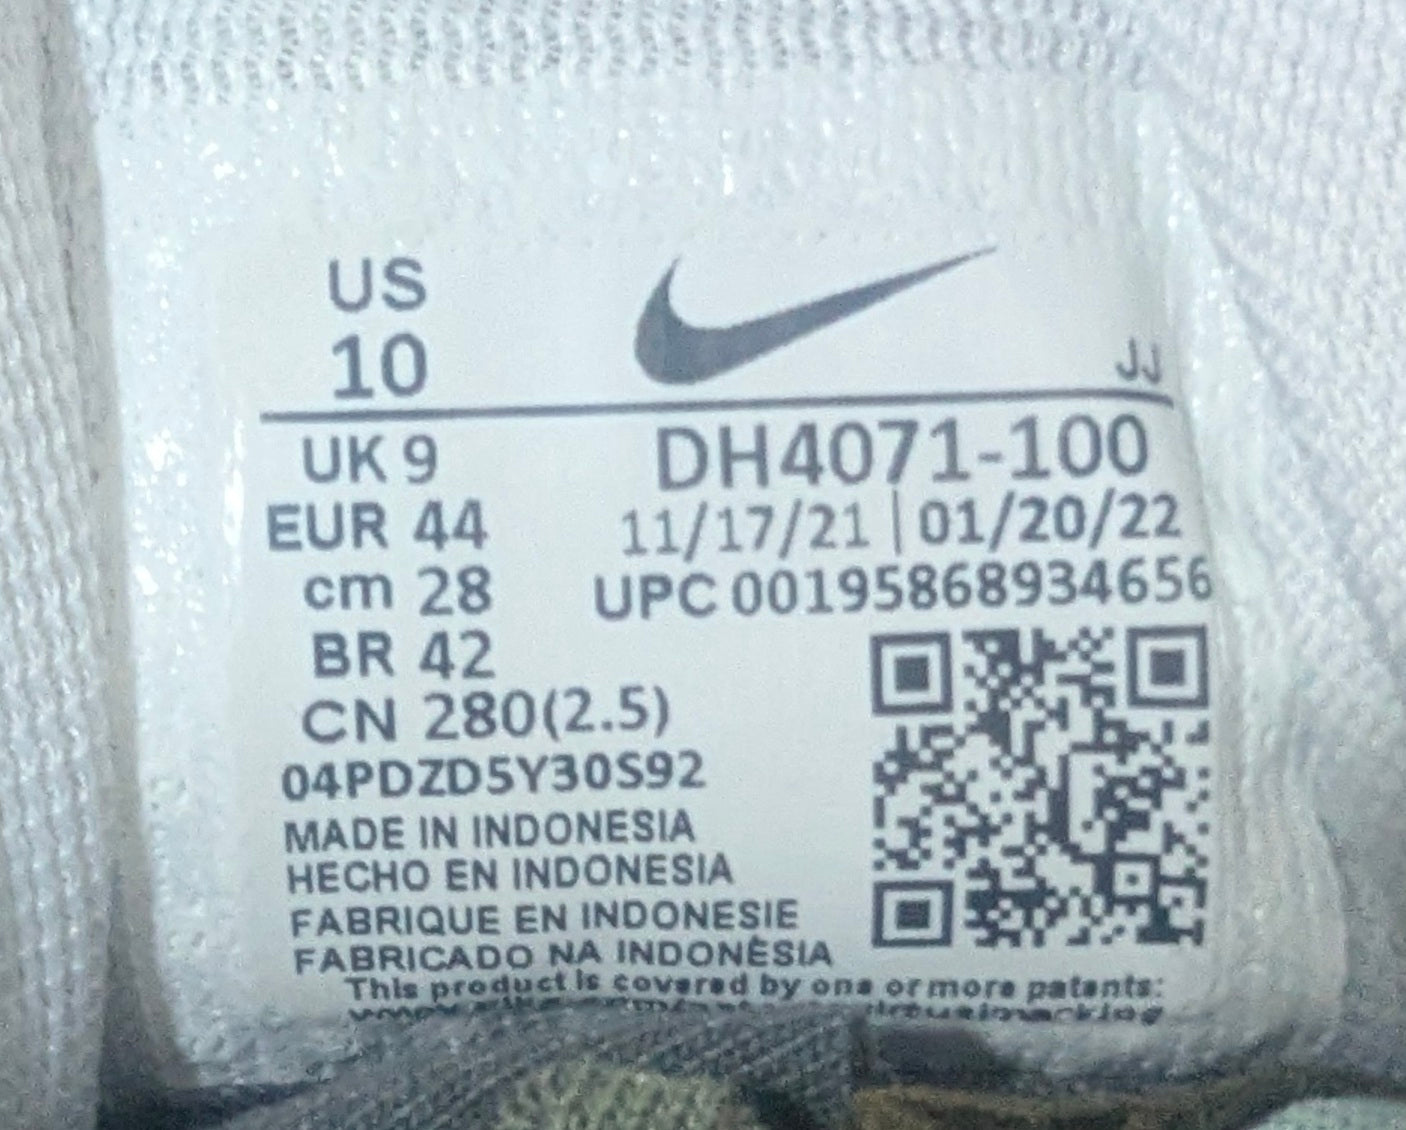 US
10
JJ
UK 9
DH4071-100
EUR 44
11/17/21 | 01/20/22
cm 28
UPC 00195868934656
BR 42
CN 280(2.5)
04PDZD5Y30S92
MADE IN INDONESIA
HECHO EN INDONESIA
FABRIQUE EN INDONESIE
FABRICADO NA INDONÉSIA
This product is covered by one or more patents: